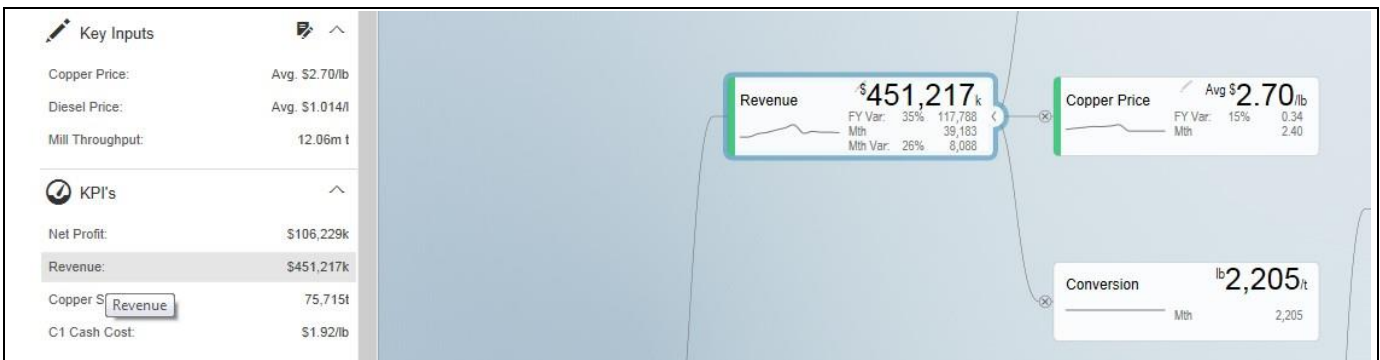 Key Inputs
Copper Price: Avg. $2.70/lb
Diesel Price: Avg. $1.014/l
Mill Throughput: 12.06m t
KPI's
Net Profit: $106,229k
Revenue: $451,217k
Copper S
Revenue
75,715t
C1 Cash Cost: $1.92/lb
Revenue $451,217k
FY Var: 35% 117,788
Mth 39,183
Mth Var: 26% 8,088
Copper Price Avg $2.70/lb
FY Var: 15% 0.34
Mth 2.40
Conversion lb2,205/t
Mth 2,205